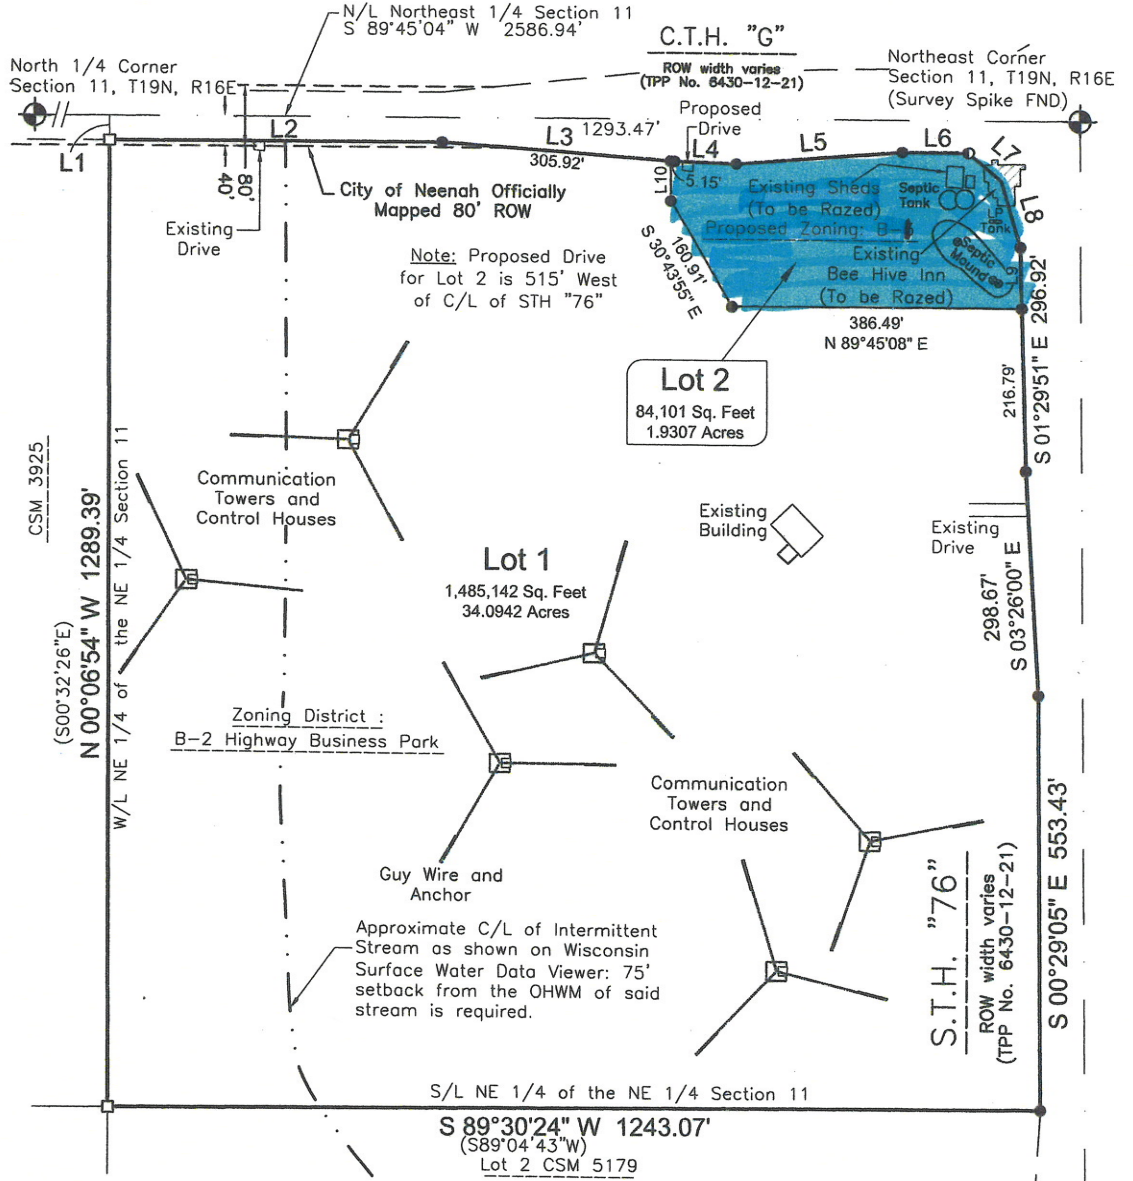 N/L Northeast 1/4 Section 11
S 89°45'04" W 2586.94'
C.T.H. "G"
ROW width varies
(TPP No. 6430-12-21)
North 1/4 Corner
Section 11, T19N, R16E
Northeast Corner
Section 11, T19N, R16E
(Survey Spike FND)
Proposed
Drive
L1
L2
L3
1293.47'
305.92'
L4
L5
L6
L7
L8
L10
5.15'
40'
80'
City of Neenah Officially
Mapped 80' ROW
Existing
Drive
Existing Sheds
(To be Razed)
Proposed Zoning: B-
Septic
Tank
Tank
Septic
Mound
Existing
Bee Hive Inn
(To be Razed)
Note: Proposed Drive
for Lot 2 is 515' West
of C/L of STH "76"
160.91'
S 30°43'55" E
386.49'
N 89°45'08" E
Lot 2
84,101 Sq. Feet
1.9307 Acres
216.79'
S 01°29'51" E 296.92'
CSM 3925
(S00°32'26"E)
N 00°06'54" W 1289.39'
W/L NE 1/4 of the NE 1/4 Section 11
Communication
Towers and
Control Houses
Existing
Building
Existing
Drive
298.67'
S 03°26'00" E
Lot 1
1,485,142 Sq. Feet
34.0942 Acres
Zoning District :
B-2 Highway Business Park
Communication
Towers and
Control Houses
Guy Wire and
Anchor
Approximate C/L of Intermittent
Stream as shown on Wisconsin
Surface Water Data Viewer: 75'
setback from the OHWM of said
stream is required.
S.T.H. "76"
ROW width varies
(TPP No. 6430-12-21)
S 00°29'05" E 553.43'
S/L NE 1/4 of the NE 1/4 Section 11
S 89°30'24" W 1243.07'
(S89°04'43"W)
Lot 2 CSM 5179